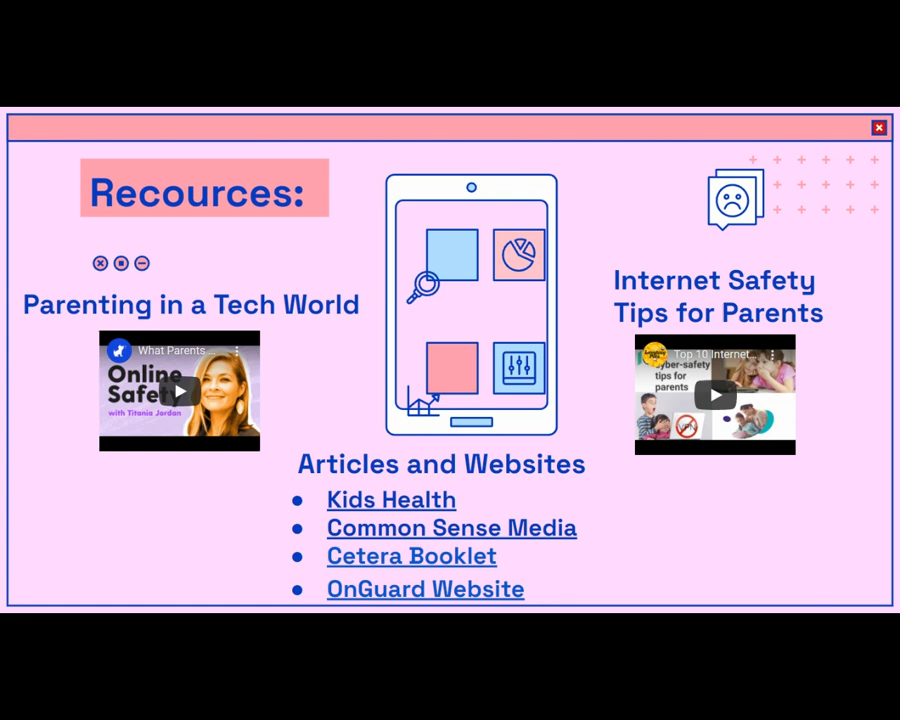 Recources:
Parenting in a Tech World
What Parents ...
Online
Safety
with Titania Jordan
Internet Safety
Tips for Parents
Top 10 Internet...
cyber-safety
tips for
parents
VPN
Articles and Websites
Kids Health
Common Sense Media
Cetera Booklet
OnGuard Website